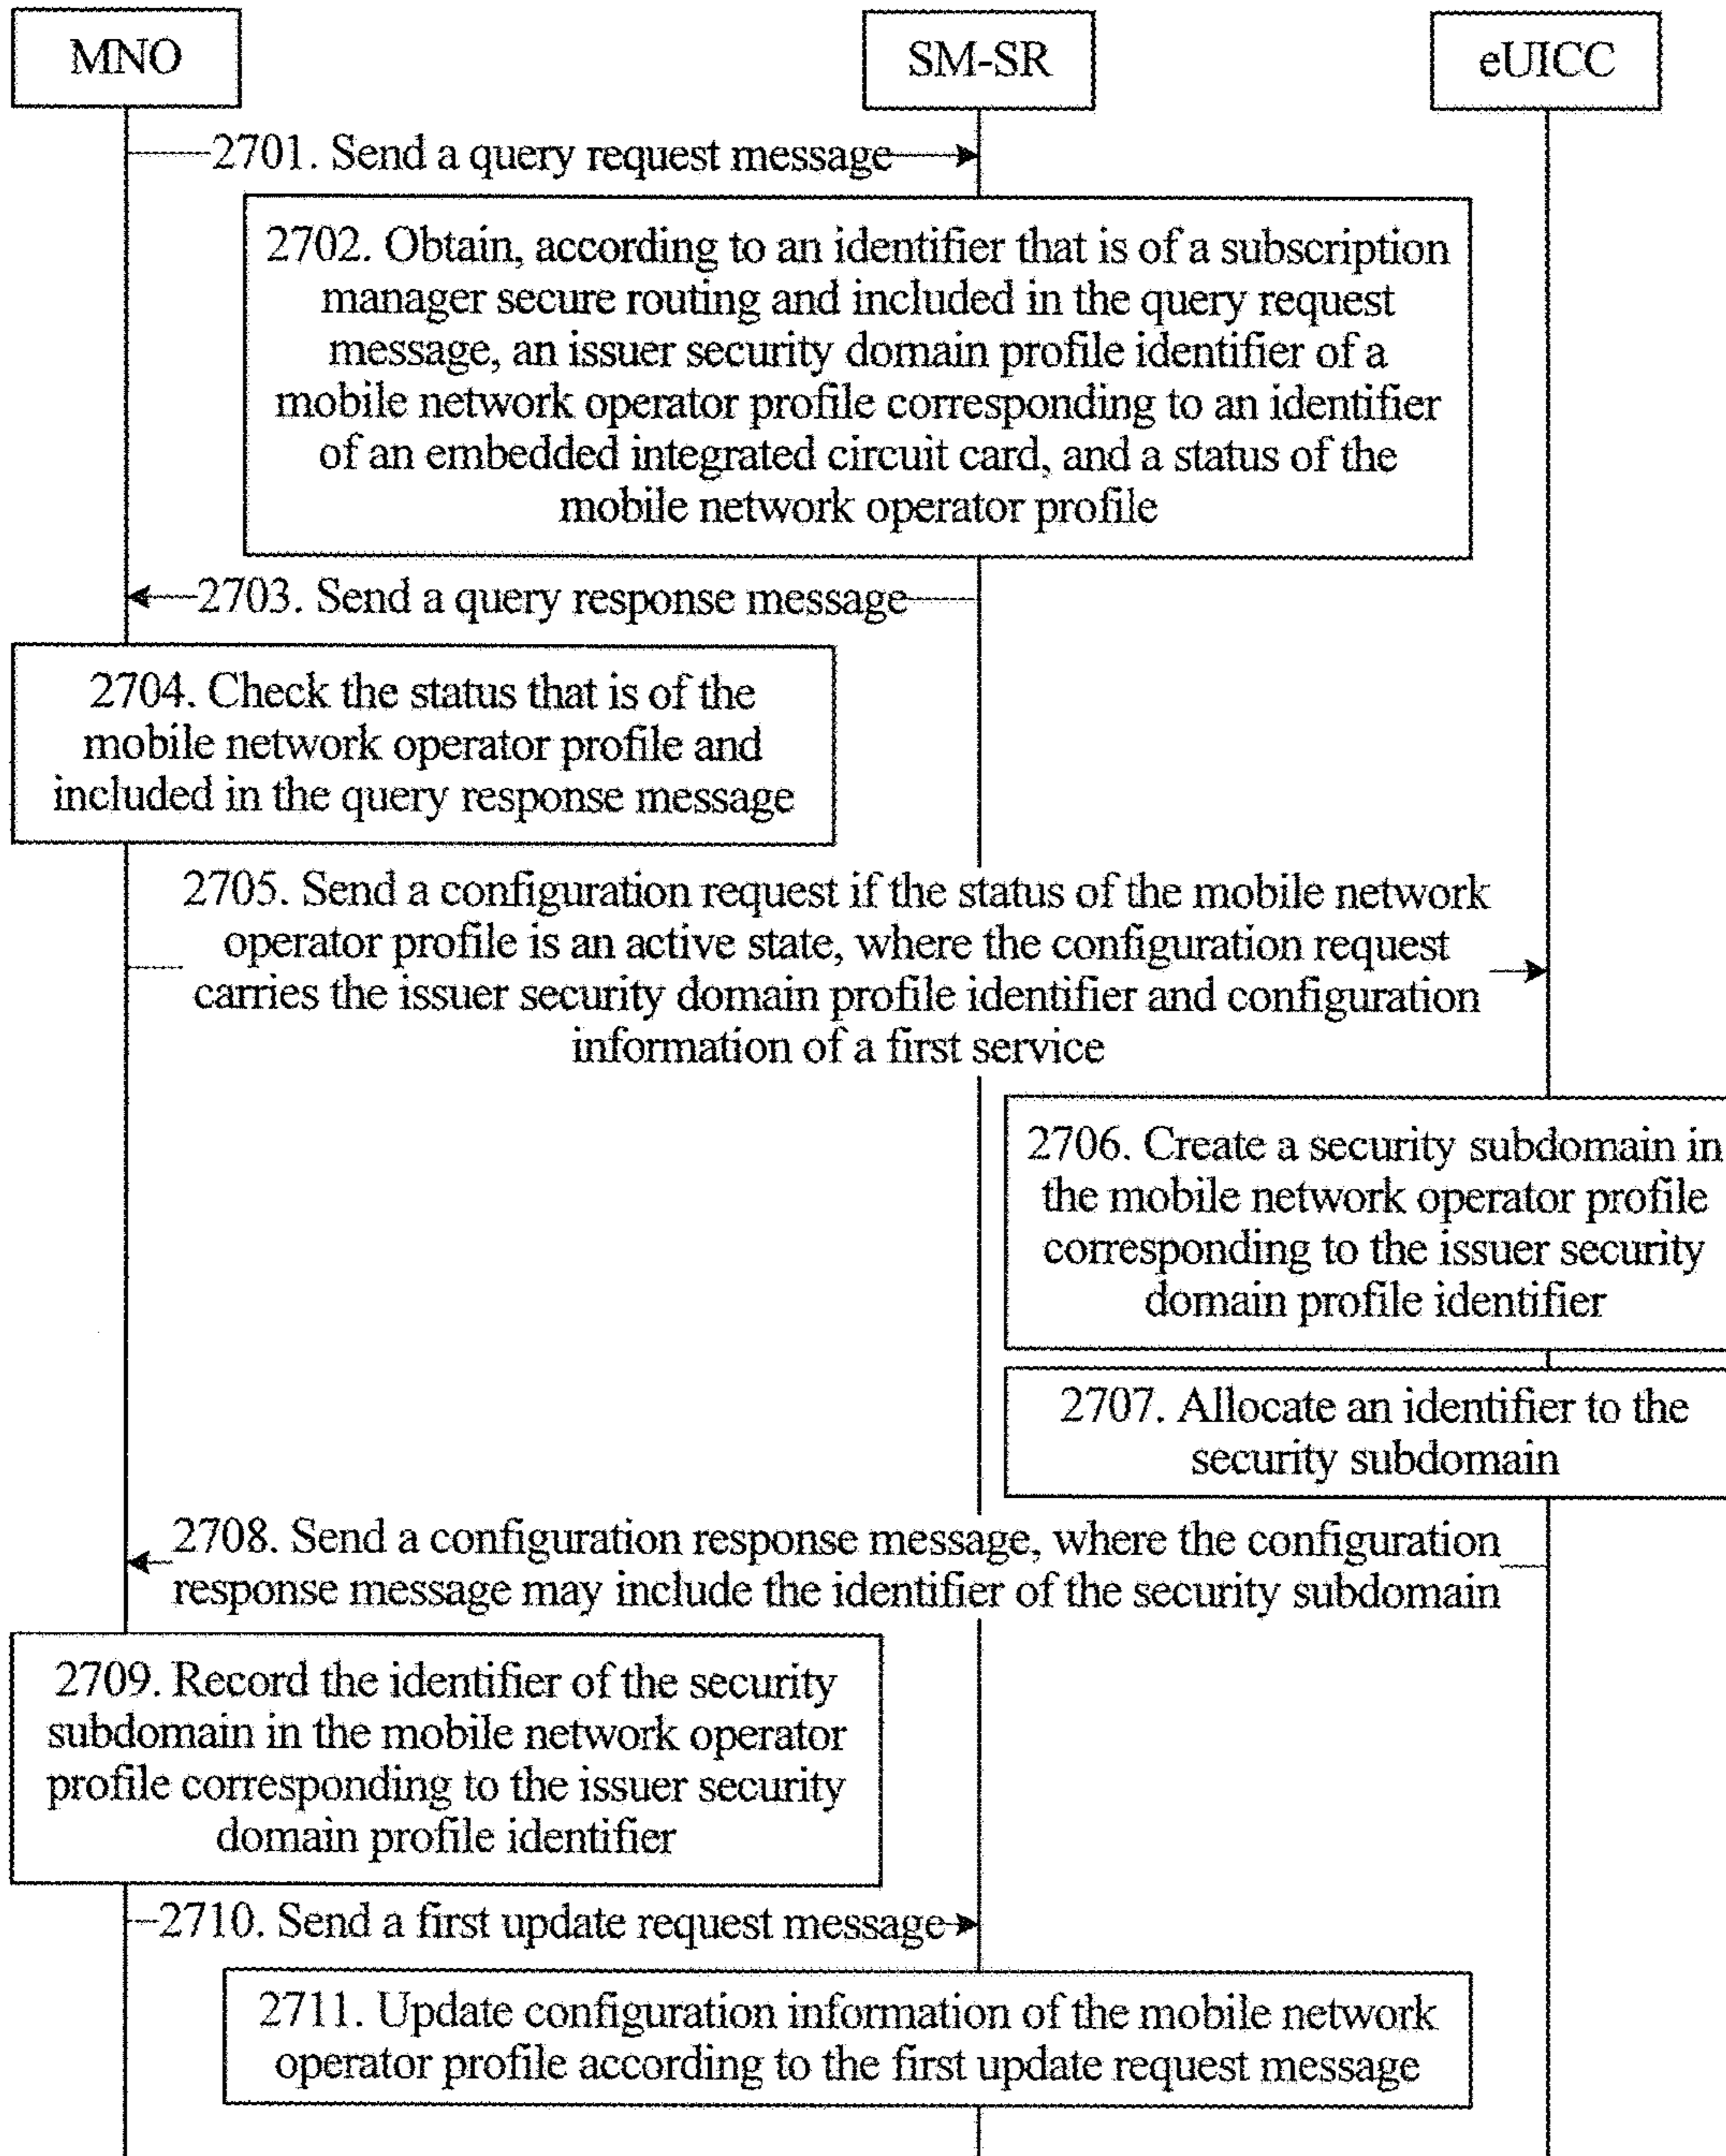 MNO
SM-SR
eUICC
2701. Send a query request message
2702. Obtain, according to an identifier that is of a subscription
manager secure routing and included in the query request
message, an issuer security domain profile identifier of a
mobile network operator profile corresponding to an identifier
of an embedded integrated circuit card, and a status of the
mobile network operator profile
2703. Send a query response message
2704. Check the status that is of the
mobile network operator profile and
included in the query response message
2705. Send a configuration request if the status of the mobile network
operator profile is an active state, where the configuration request
carries the issuer security domain profile identifier and configuration
information of a first service
2706. Create a security subdomain in
the mobile network operator profile
corresponding to the issuer security
domain profile identifier
2707. Allocate an identifier to the
security subdomain
2708. Send a configuration response message, where the configuration
response message may include the identifier of the security subdomain
2709. Record the identifier of the security
subdomain in the mobile network operator
profile corresponding to the issuer security
domain profile identifier
2710. Send a first update request message
2711. Update configuration information of the mobile network
operator profile according to the first update request message